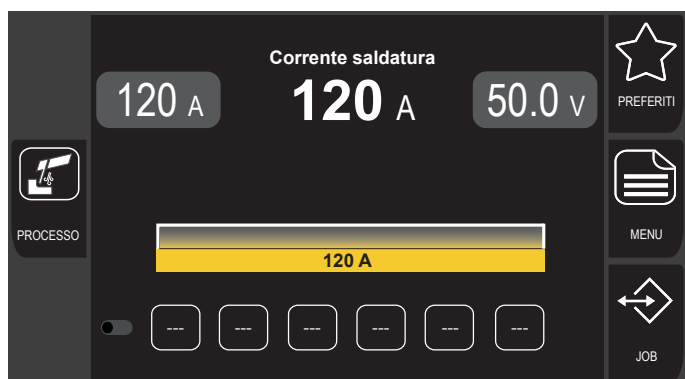 Corrente saldatura
120 A
120 A
50.0 V
PREFERITI
PROCESSO
MENU
120 A
--- --- --- --- --- ---
JOB